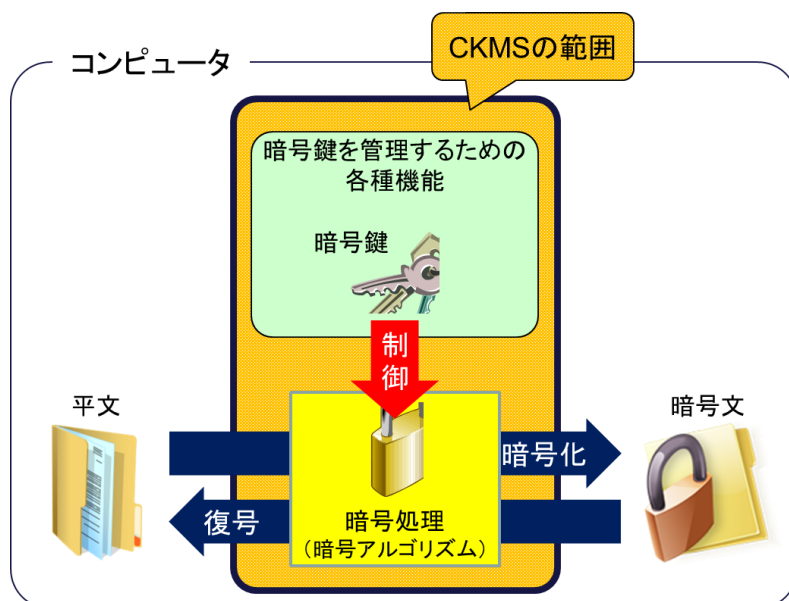 CKMSの範囲
コンピュータ
暗号鍵を管理するための
各種機能
暗号鍵
制
御
平文
暗号文
暗号化
復号
暗号処理
（暗号アルゴリズム）